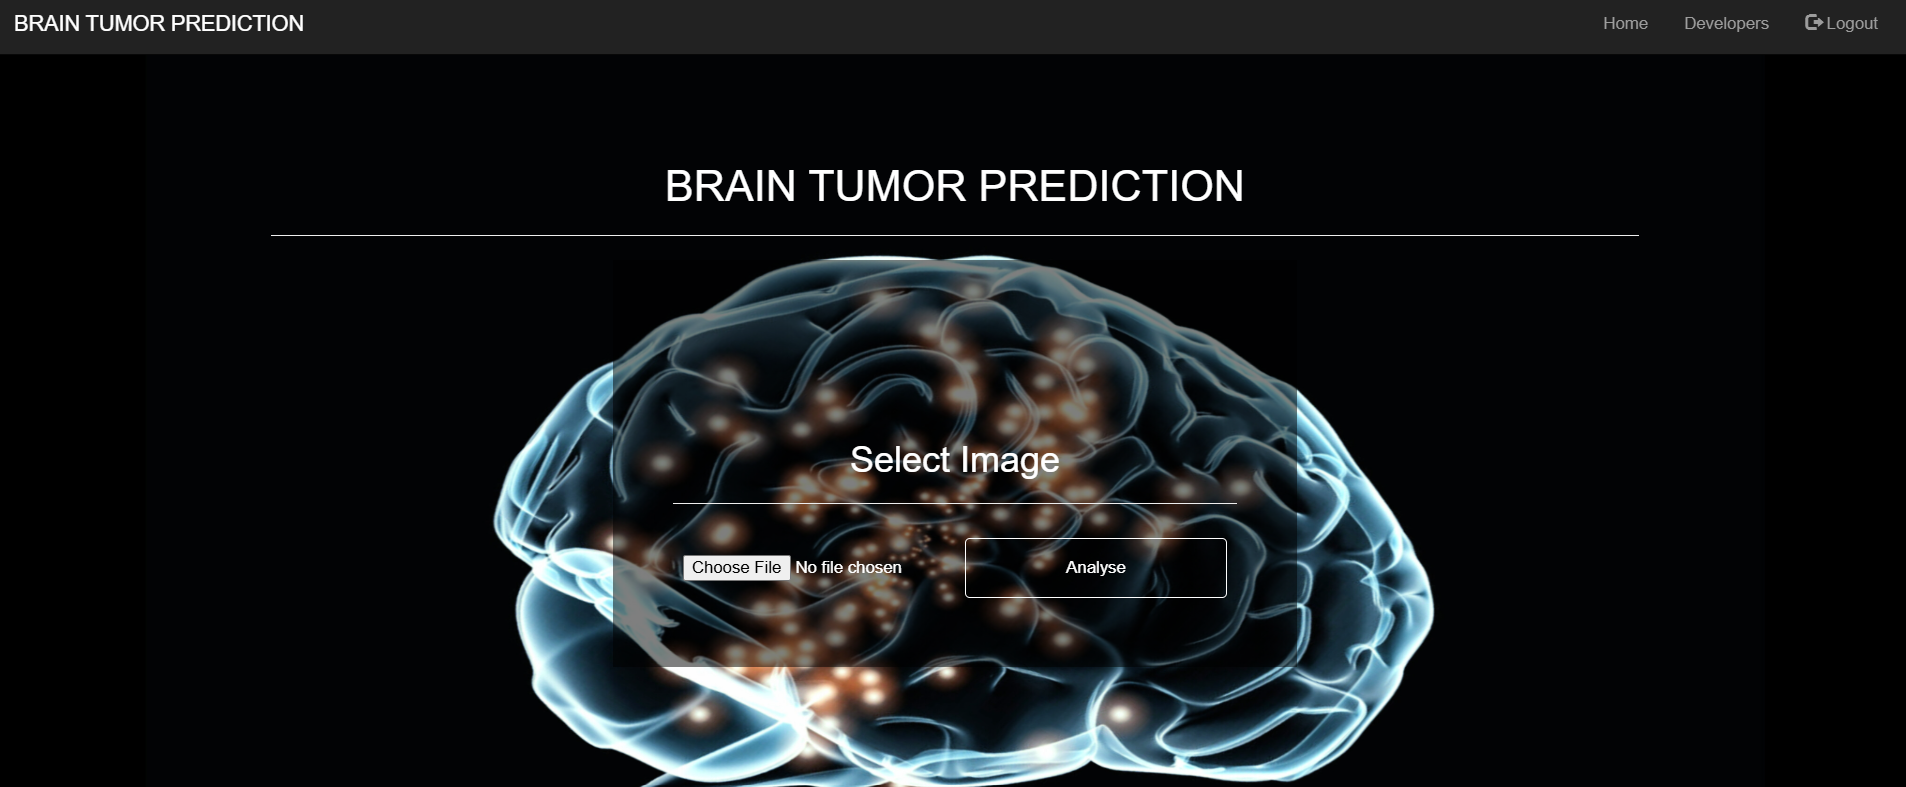 BRAIN TUMOR PREDICTION
Home Developers Logout
BRAIN TUMOR PREDICTION
Select Image
Choose File No file chosen
Analyse